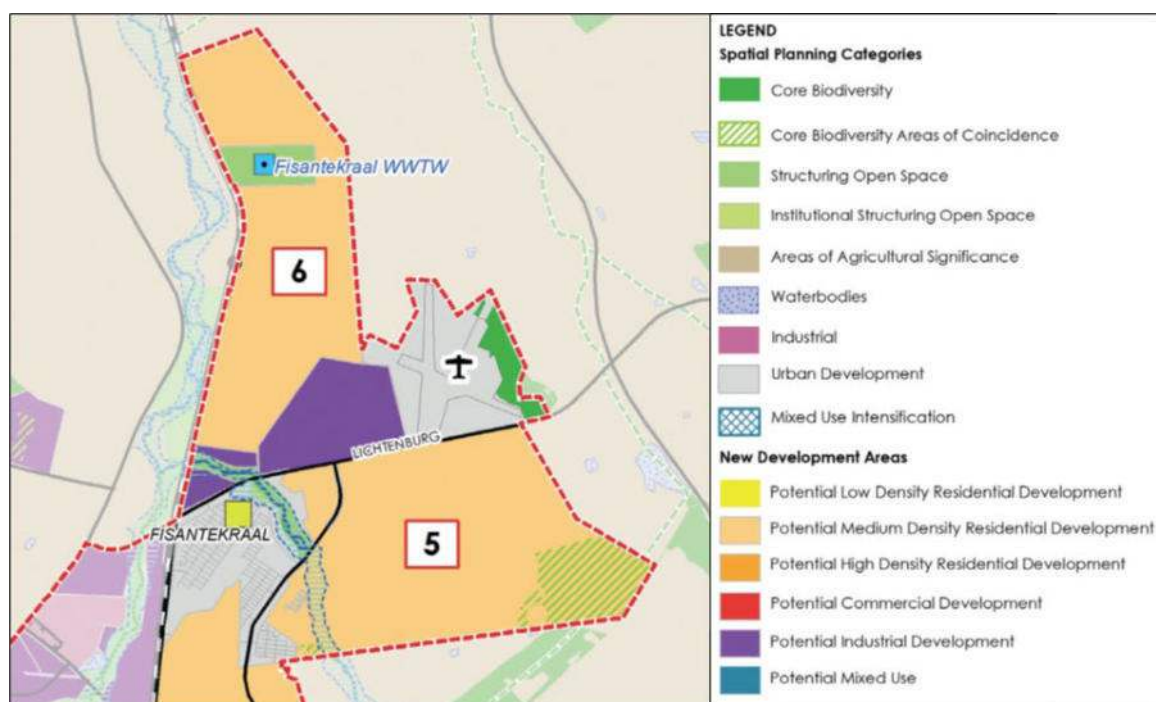 Fisantekraal WWTW
6
LICHTENBURG
FISANTEKRAAL
5
LEGEND
Spatial Planning Categories
Core Biodiversity
Core Biodiversity Areas of Coincidence
Structuring Open Space
Institutional Structuring Open Space
Areas of Agricultural Significance
Waterbodies
Industrial
Urban Development
Mixed Use Intensification
New Development Areas
Potential Low Density Residential Development
Potential Medium Density Residential Development
Potential High Density Residential Development
Potential Commercial Development
Potential Industrial Development
Potential Mixed Use